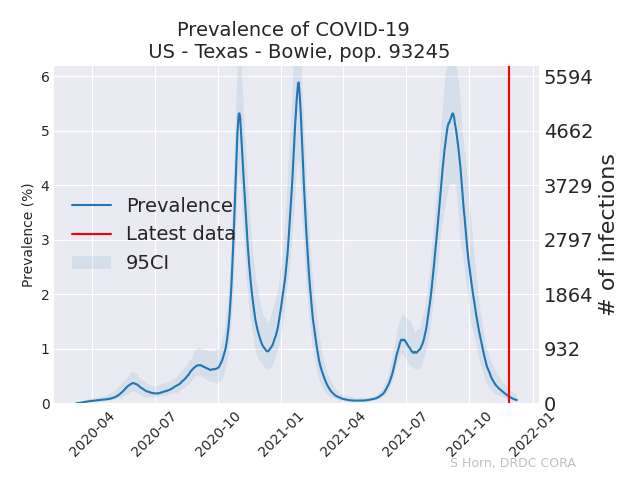 Prevalence of COVID-19
US - Texas - Bowie, pop. 93245
6
5
4
3
2
1
0
Prevalence (%)
5594
4662
3729
2797
1864
932
0
# of infections
Prevalence
Latest data
95CI
2020-04
2020-07
2020-10
2021-01
2021-04
2021-07
2021-10
2022-01
S Horn, DRDC CORA